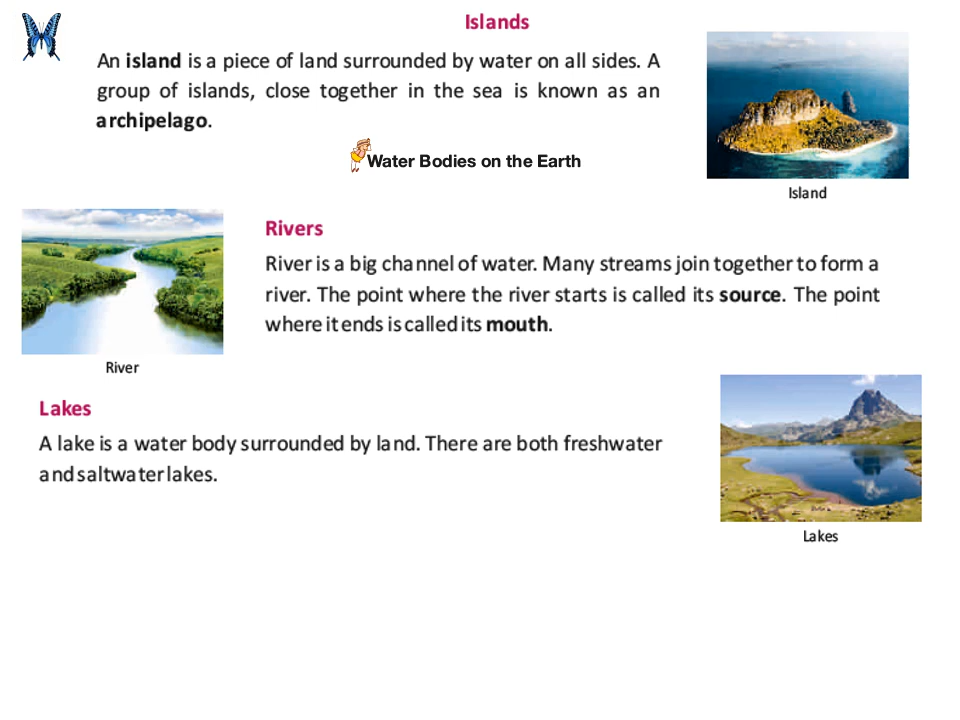 Islands
An island is a piece of land surrounded by water on all sides. A
group of islands, close together in the sea is known as an
archipelago.
Water Bodies on the Earth
Island
Rivers
River is a big channel of water. Many streams join together to form a
river. The point where the river starts is called its source. The point
where it ends is called its mouth.
River
Lakes
A lake is a water body surrounded by land. There are both freshwater
and saltwater lakes.
Lakes